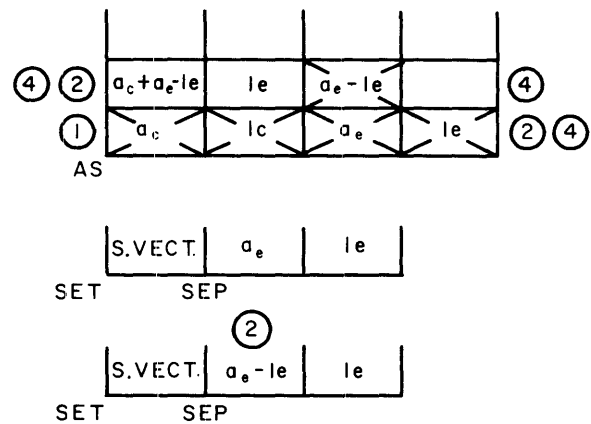 ④ ② a_c+a_e-le le a_e-le ④
① a_c lc a_e le ② ④
AS
S.VECT. a_e le
SET SEP
②
S.VECT. a_e-le le
SET SEP